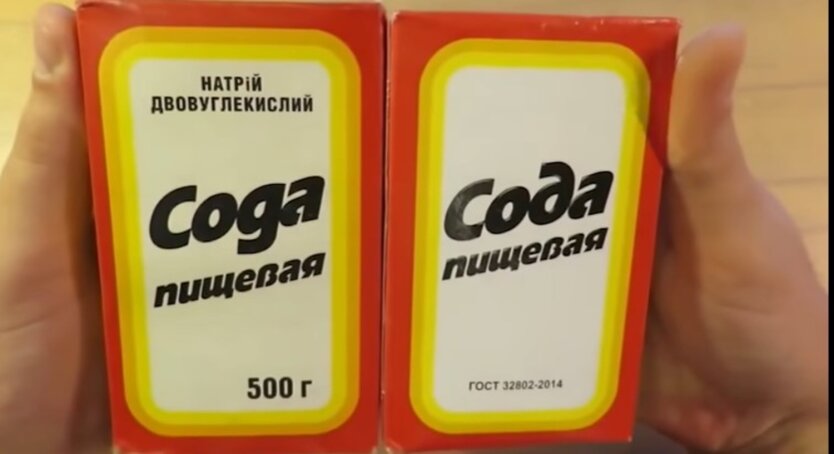 НАТРІЙ
ДВОВУГЛЕКИСЛИЙ
Сода
пищевая
500 г
Сода
пищевая
ГОСТ 32802-2014